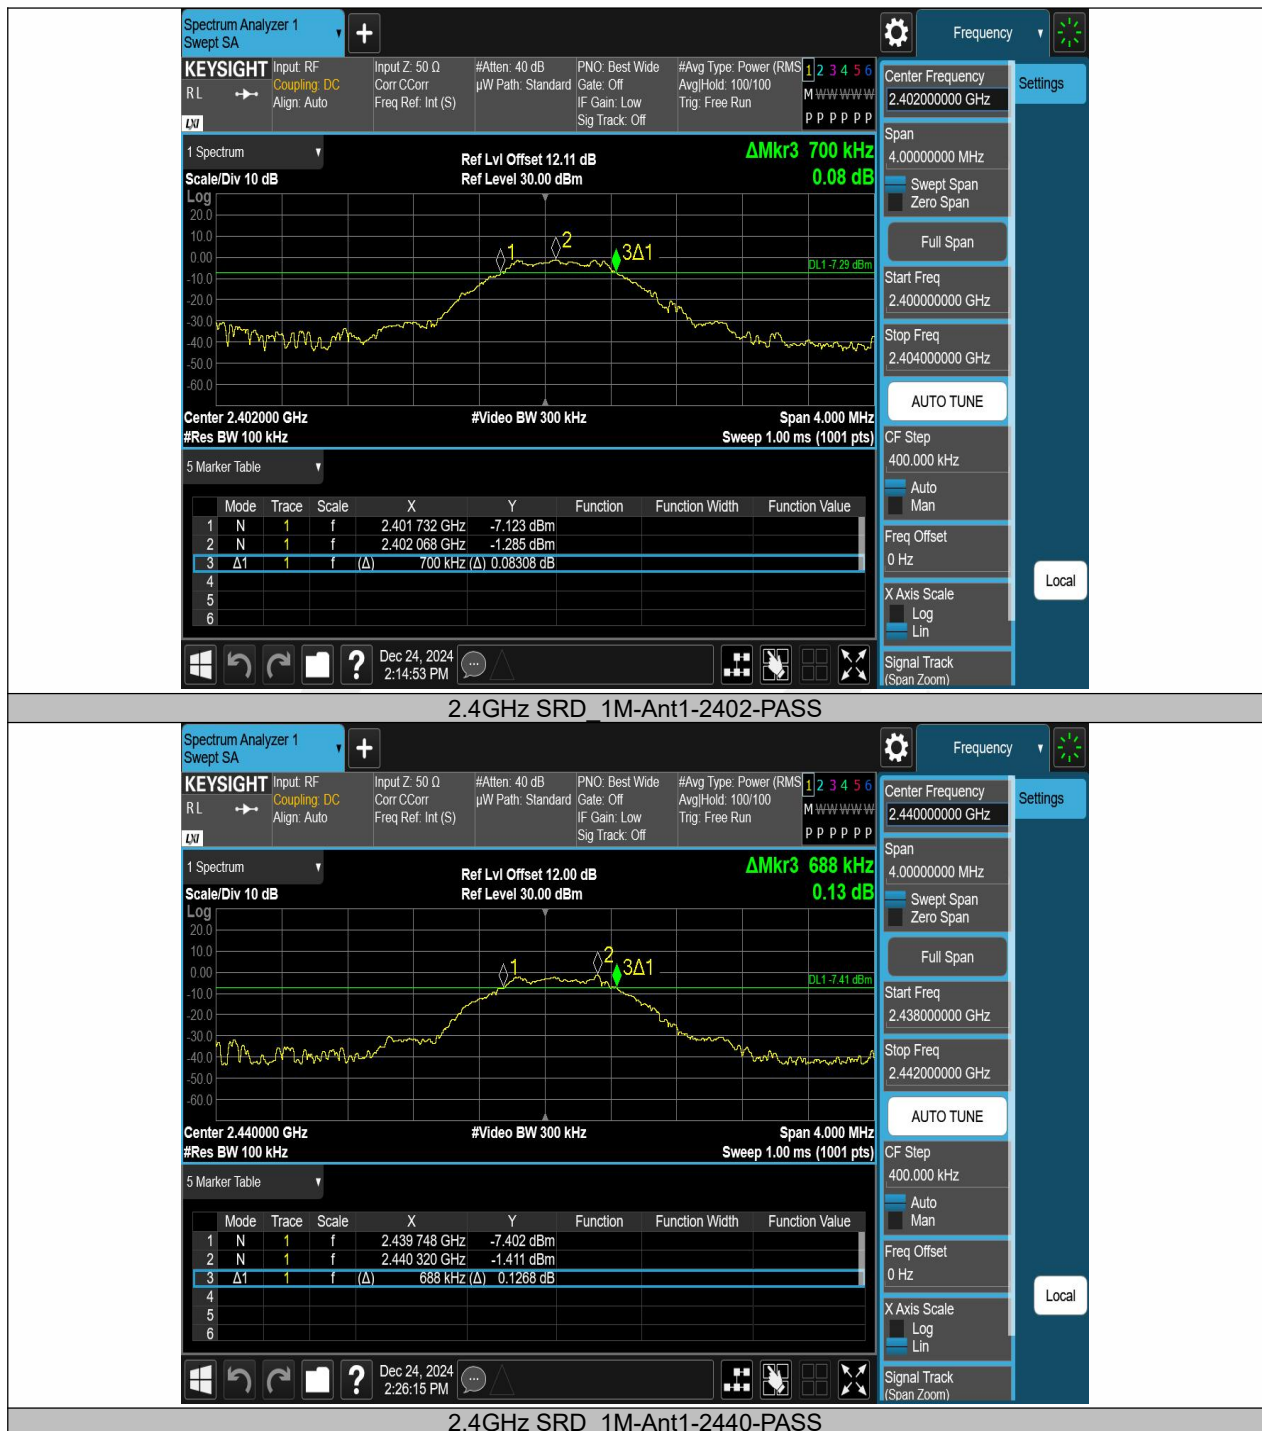 Spectrum Analyzer 1
Swept SA
Frequency
KEYSIGHT
RL
LXI
Input: RF
Coupling: DC
Align: Auto
Input Z: 50 Ω
Corr CCorr
Freq Ref: Int (S)
#Atten: 40 dB
µW Path: Standard
PNO: Best Wide
Gate: Off
IF Gain: Low
Sig Track: Off
#Avg Type: Power (RMS
Avg|Hold: 100/100
Trig: Free Run
1 2 3 4 5 6
M W W W W W
P P P P P P
Center Frequency
2.402000000 GHz
Settings
Span
4.00000000 MHz
Swept Span
Zero Span
Full Span
Start Freq
2.400000000 GHz
Stop Freq
2.404000000 GHz
AUTO TUNE
CF Step
400.000 kHz
Auto
Man
Freq Offset
0 Hz
X Axis Scale
Log
Lin
Signal Track
(Span Zoom)
Local
1 Spectrum
Scale/Div 10 dB
Ref Lvl Offset 12.11 dB
Ref Level 30.00 dBm
ΔMkr3 700 kHz
0.08 dB
Log
20.0
10.0
0.00
-10.0
-20.0
-30.0
-40.0
-50.0
-60.0
1
2
3Δ1
DL1 -7.29 dBm
Center 2.402000 GHz
#Video BW 300 kHz
Span 4.000 MHz
#Res BW 100 kHz
Sweep 1.00 ms (1001 pts)
5 Marker Table
Mode Trace Scale X Y Function Function Width Function Value
1 N 1 f 2.401 732 GHz -7.123 dBm
2 N 1 f 2.402 068 GHz -1.285 dBm
3 Δ1 1 f (Δ) 700 kHz (Δ) 0.08308 dB
4
5
6
?
Dec 24, 2024
2:14:53 PM
2.4GHz SRD_1M-Ant1-2402-PASS
Spectrum Analyzer 1
Swept SA
Frequency
KEYSIGHT
RL
LXI
Input: RF
Coupling: DC
Align: Auto
Input Z: 50 Ω
Corr CCorr
Freq Ref: Int (S)
#Atten: 40 dB
µW Path: Standard
PNO: Best Wide
Gate: Off
IF Gain: Low
Sig Track: Off
#Avg Type: Power (RMS
Avg|Hold: 100/100
Trig: Free Run
1 2 3 4 5 6
M W W W W W
P P P P P P
Center Frequency
2.440000000 GHz
Settings
Span
4.00000000 MHz
Swept Span
Zero Span
Full Span
Start Freq
2.438000000 GHz
Stop Freq
2.442000000 GHz
AUTO TUNE
CF Step
400.000 kHz
Auto
Man
Freq Offset
0 Hz
X Axis Scale
Log
Lin
Signal Track
(Span Zoom)
Local
1 Spectrum
Scale/Div 10 dB
Ref Lvl Offset 12.00 dB
Ref Level 30.00 dBm
ΔMkr3 688 kHz
0.13 dB
Log
20.0
10.0
0.00
-10.0
-20.0
-30.0
-40.0
-50.0
-60.0
1
2
3Δ1
DL1 -7.41 dBm
Center 2.440000 GHz
#Video BW 300 kHz
Span 4.000 MHz
#Res BW 100 kHz
Sweep 1.00 ms (1001 pts)
5 Marker Table
Mode Trace Scale X Y Function Function Width Function Value
1 N 1 f 2.439 748 GHz -7.402 dBm
2 N 1 f 2.440 320 GHz -1.411 dBm
3 Δ1 1 f (Δ) 688 kHz (Δ) 0.1268 dB
4
5
6
?
Dec 24, 2024
2:26:15 PM
2.4GHz SRD_1M-Ant1-2440-PASS